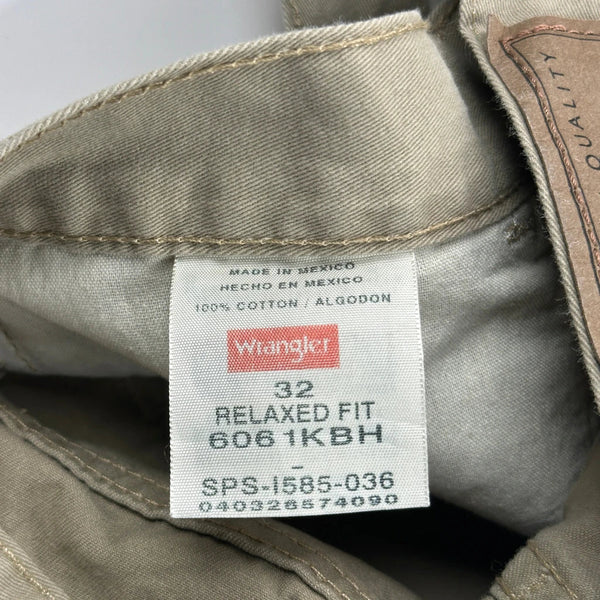 QUALITY
MADE IN MEXICO
HECHO EN MEXICO
100% COTTON / ALGODON
Wrangler
32
RELAXED FIT
6061KBH
-
SPS-I585-036
040326574090